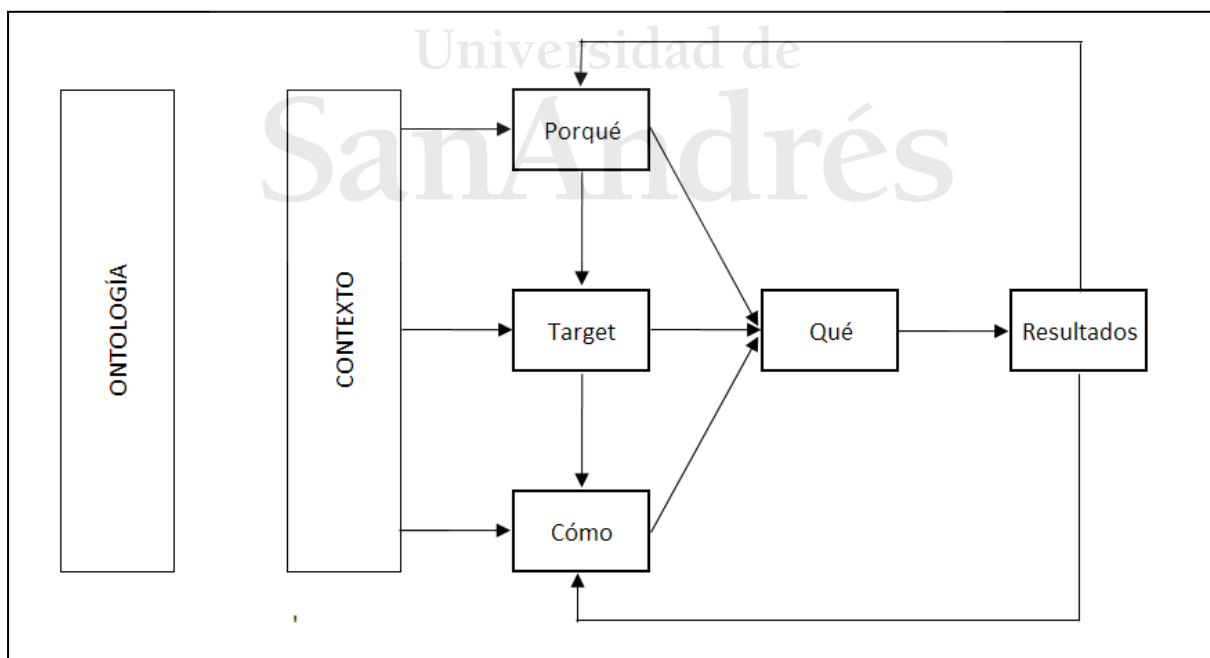 Universidad de
SanAndrés
ONTOLOGÍA
CONTEXTO
Porqué
Target
Cómo
Qué
Resultados